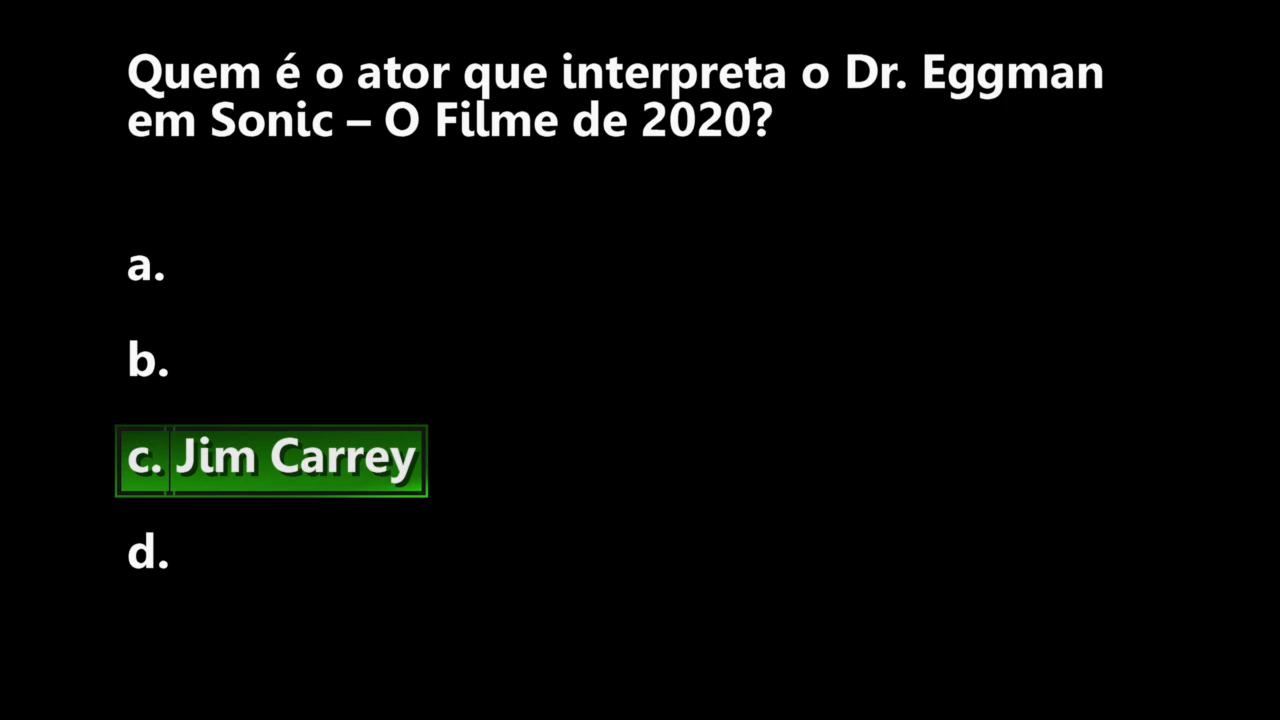 Quem é o ator que interpreta o Dr. Eggman
em Sonic – O Filme de 2020?
a.
b.
c. Jim Carrey
d.